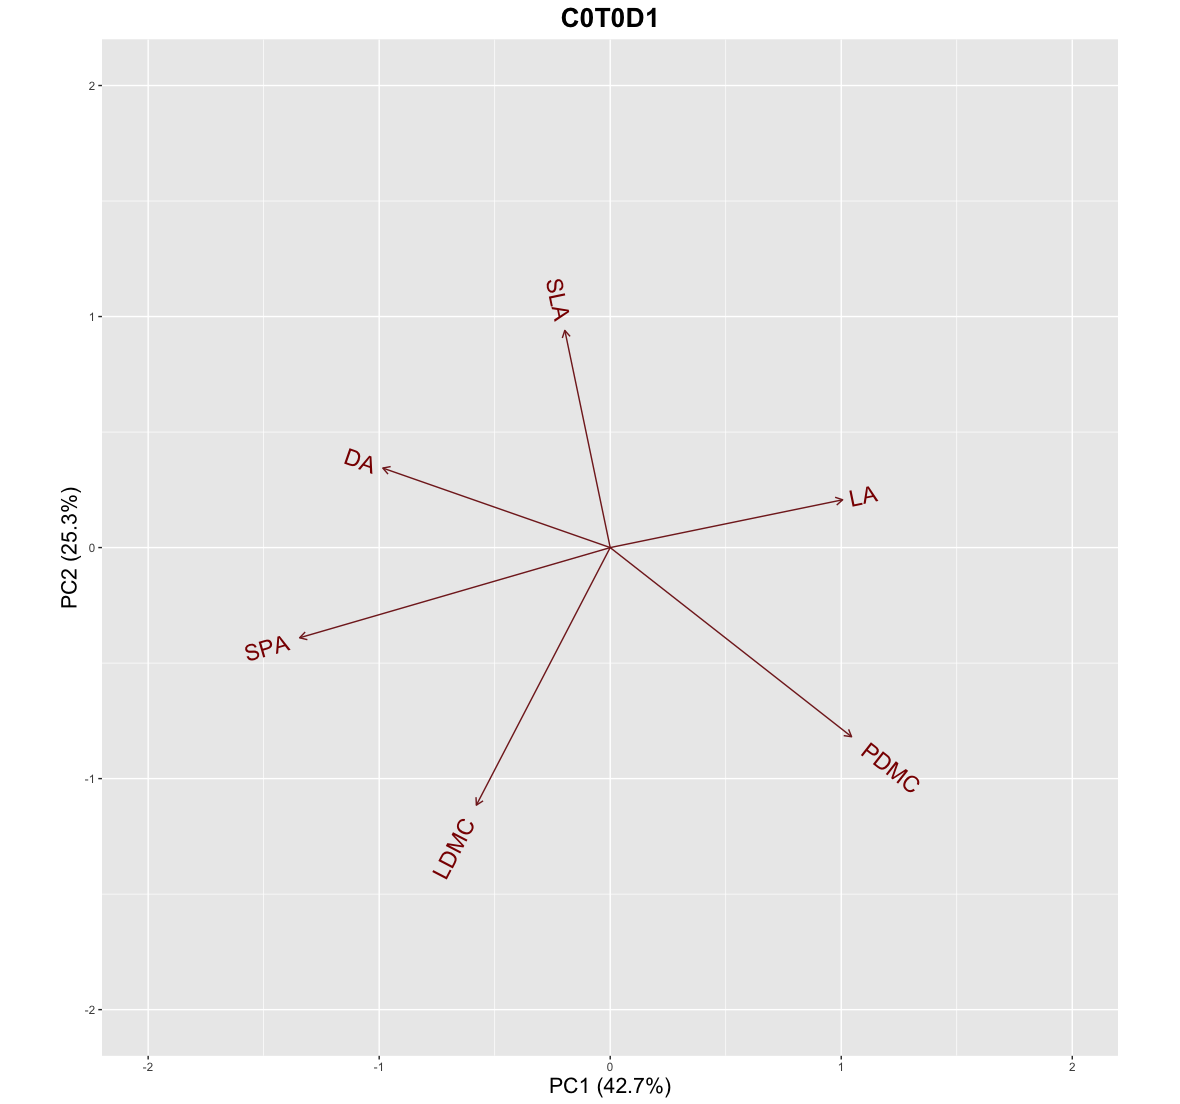 C0T0D1
2
1
0
-1
-2
PC2 (25.3%)
SLA
DA
LA
SPA
PDMC
LDMC
-2
-1
0
1
2
PC1 (42.7%)